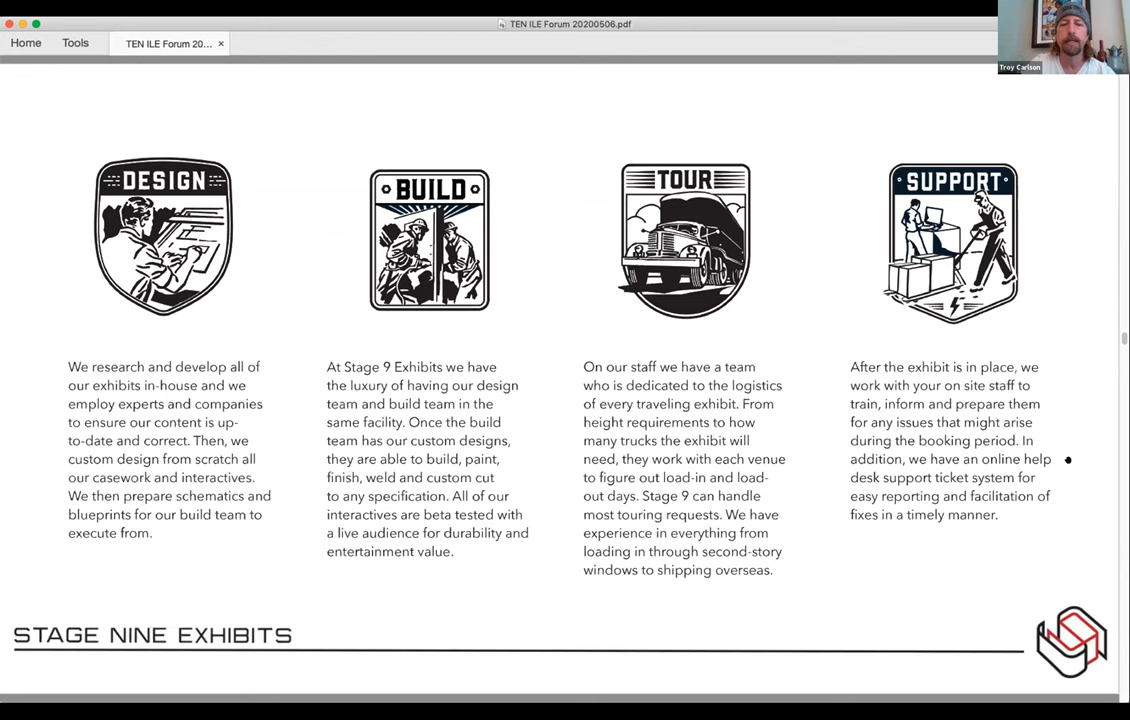 TEN ILE Forum 20200506.pdf
Home
Tools
TEN ILE Forum 20...
Troy Carlson
DESIGN
BUILD
TOUR
SUPPORT
We research and develop all of
our exhibits in-house and we
employ experts and companies
to ensure our content is up-
to-date and correct. Then, we
custom design from scratch all
our casework and interactives.
We then prepare schematics and
blueprints for our build team to
execute from.
At Stage 9 Exhibits we have
the luxury of having our design
team and build team in the
same facility. Once the build
team has our custom designs,
they are able to build, paint,
finish, weld and custom cut
to any specification. All of our
interactives are beta tested with
a live audience for durability and
entertainment value.
On our staff we have a team
who is dedicated to the logistics
of every traveling exhibit. From
height requirements to how
many trucks the exhibit will
need, they work with each venue
to figure out load-in and load-
out days. Stage 9 can handle
most touring requests. We have
experience in everything from
loading in through second-story
windows to shipping overseas.
After the exhibit is in place, we
work with your on site staff to
train, inform and prepare them
for any issues that might arise
during the booking period. In
addition, we have an online help
desk support ticket system for
easy reporting and facilitation of
fixes in a timely manner.
STAGE NINE EXHIBITS